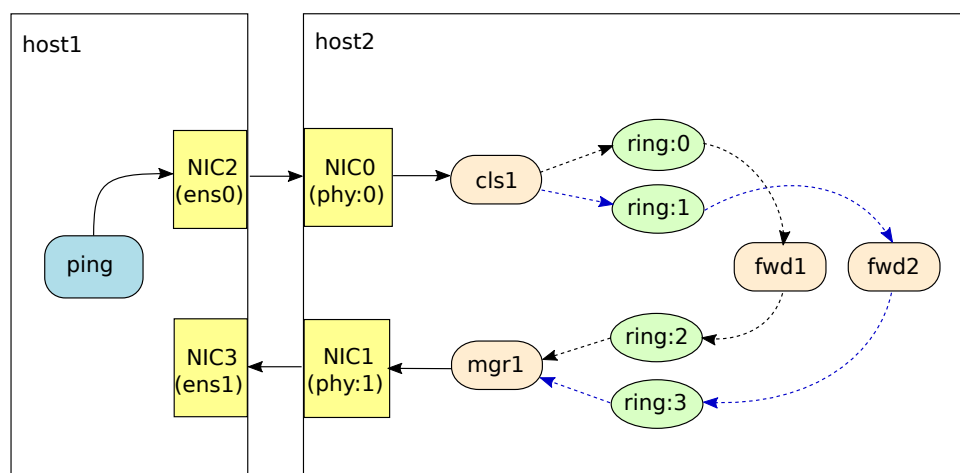 host1
host2
NIC2
(ens0)
NIC0
(phy:0)
cls1
ring:0
ring:1
ping
fwd1
fwd2
NIC3
(ens1)
NIC1
(phy:1)
mgr1
ring:2
ring:3